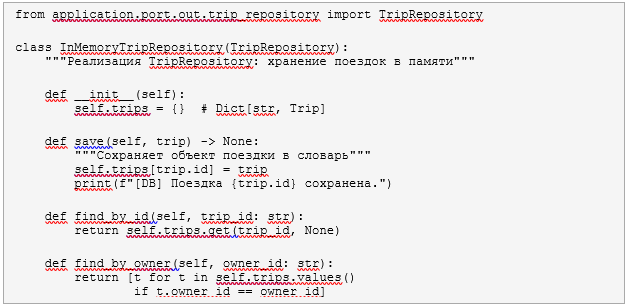 from application.port.out.trip_repository import TripRepository
class InMemoryTripRepository(TripRepository):
"""Реализация TripRepository: хранение поездок в памяти"""
def __init__(self):
self.trips = {}  # Dict[str, Trip]
def save(self, trip) -> None:
"""Сохраняет объект поездки в словарь"""
self.trips[trip.id] = trip
print(f"[DB] Поездка {trip.id} сохранена.")
def find_by_id(self, trip_id: str):
return self.trips.get(trip_id, None)
def find_by_owner(self, owner_id: str):
return [t for t in self.trips.values()
if t.owner_id == owner_id]